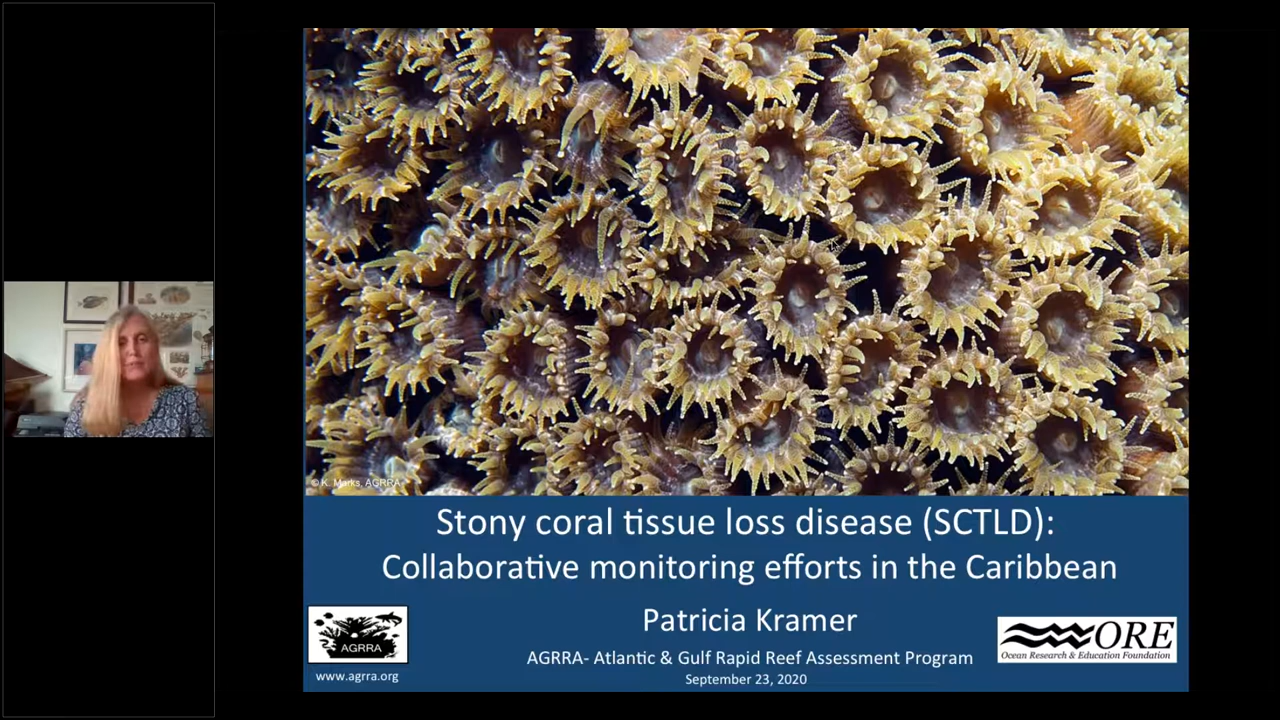 © K. Marks, AGRRA
Stony coral tissue loss disease (SCTLD):
Collaborative monitoring efforts in the Caribbean
Patricia Kramer
AGRRA- Atlantic & Gulf Rapid Reef Assessment Program
September 23, 2020
AGRRA
www.agrra.org
ORE
Ocean Research & Education Foundation